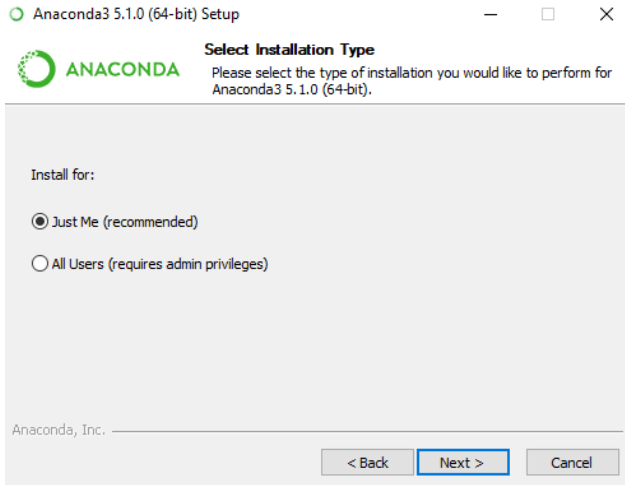 Anaconda3 5.1.0 (64-bit) Setup
Select Installation Type
ANACONDA
Please select the type of installation you would like to perform for
Anaconda3 5.1.0 (64-bit).
Install for:
Just Me (recommended)
All Users (requires admin privileges)
Anaconda, Inc.
< Back
Next >
Cancel